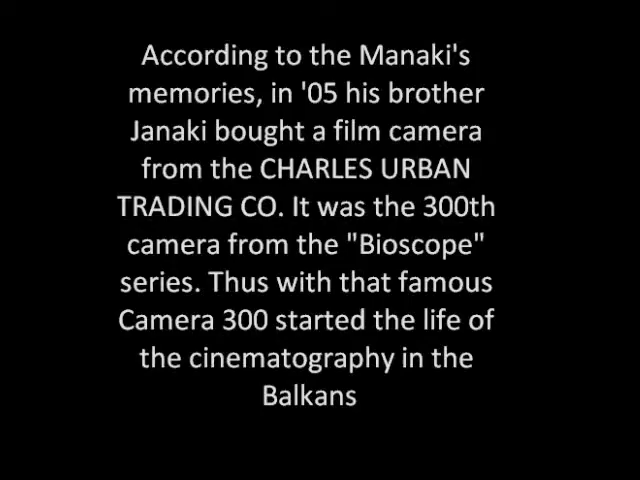 According to the Manaki's
memories, in '05 his brother
Janaki bought a film camera
from the CHARLES URBAN
TRADING CO. It was the 300th
camera from the "Bioscope"
series. Thus with that famous
Camera 300 started the life of
the cinematography in the
Balkans